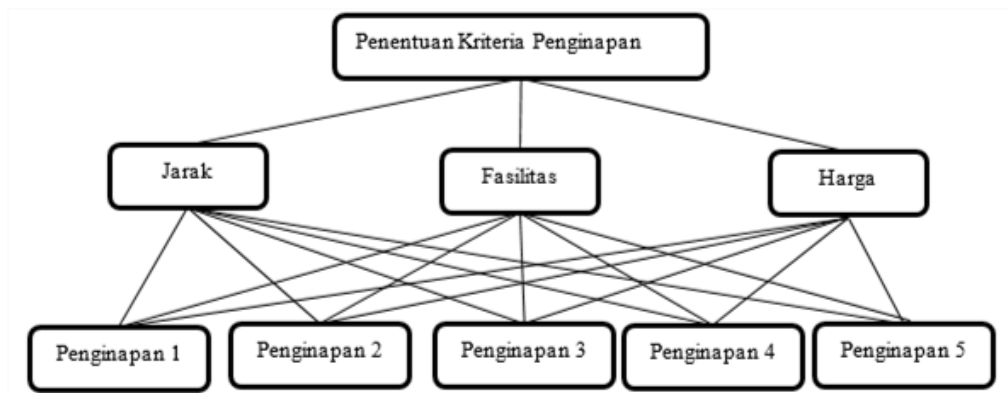 Penentuan Kriteria Penginapan
Jarak
Fasilitas
Harga
Penginapan 1
Penginapan 2
Penginapan 3
Penginapan 4
Penginapan 5